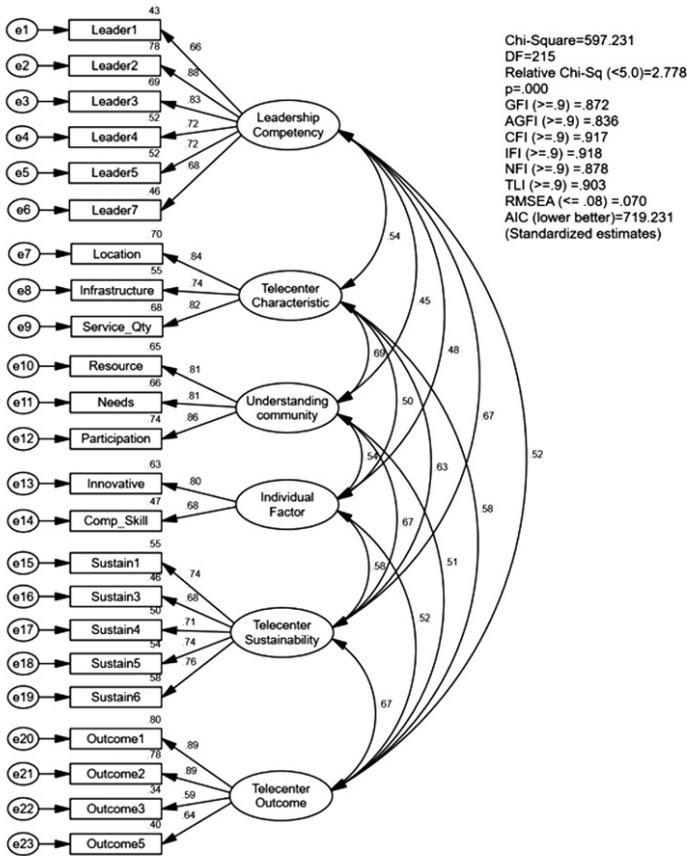 Chi-Square=597.231
DF=215
Relative Chi-Sq (<5.0)=2.778
p=.000
GFI (>=.9) =.872
AGFI (>=.9) =.836
CFI (>=.9) =.917
IFI (>=.9) =.918
NFI (>=.9) =.878
TLI (>=.9) =.903
RMSEA (<= .08) =.070
AIC (lower better)=719.231
(Standardized estimates)
.43
e1 Leader1 .66
.78
e2 Leader2 .88
.69
e3 Leader3 .83
.52
e4 Leader4 .72
.52
e5 Leader5 .72
.46
e6 Leader7 .68
Leadership
Competency
.70
e7 Location .84
.55
e8 Infrastructure .74
.68
e9 Service_Qty .82
Telecenter
Characteristic
.65
e10 Resource .81
.66
e11 Needs .81
.74
e12 Participation .86
Understanding
community
.63
e13 Innovative .80
.47
e14 Comp_Skill .68
Individual
Factor
.55
e15 Sustain1 .74
.46
e16 Sustain3 .68
.50
e17 Sustain4 .71
.54
e18 Sustain5 .74
.58
e19 Sustain6 .76
Telecenter
Sustainability
.80
e20 Outcome1 .89
.78
e21 Outcome2 .89
.34
e22 Outcome3 .59
.40
e23 Outcome5 .64
Telecenter
Outcome
.54
.45
.48
.67
.52
.69
.50
.63
.58
.54
.67
.51
.58
.52
.67